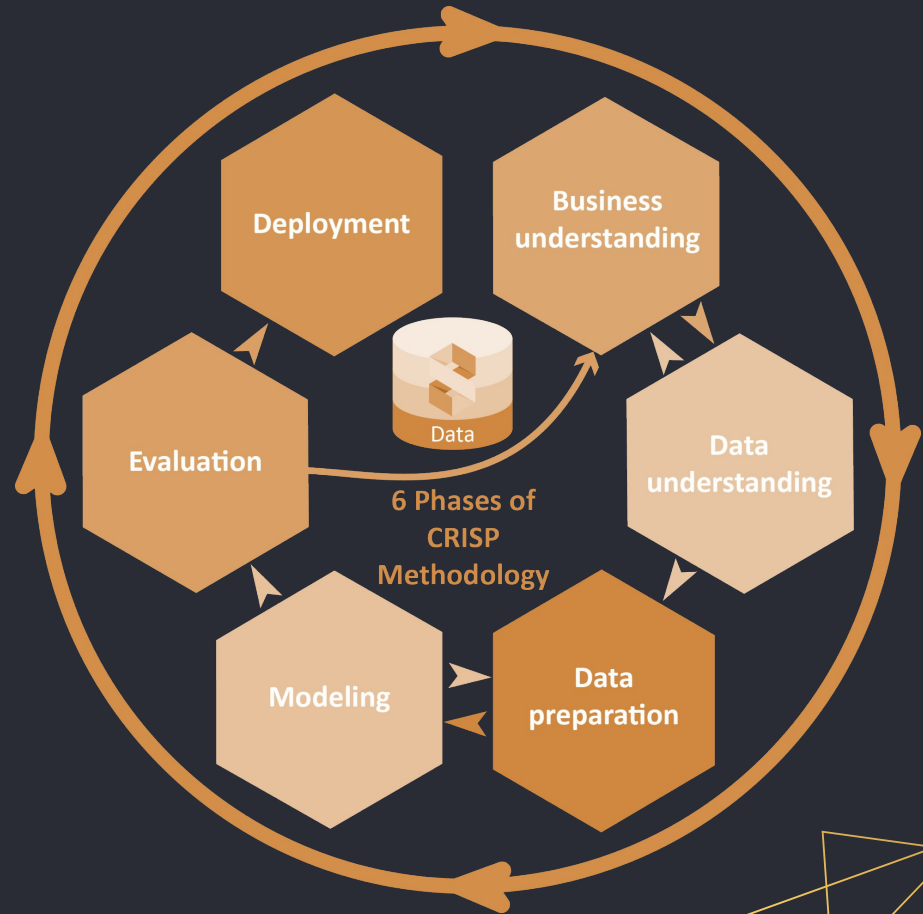 Deployment
Business
understanding
Data
Evaluation
Data
understanding
6 Phases of
CRISP
Methodology
Modeling
Data
preparation